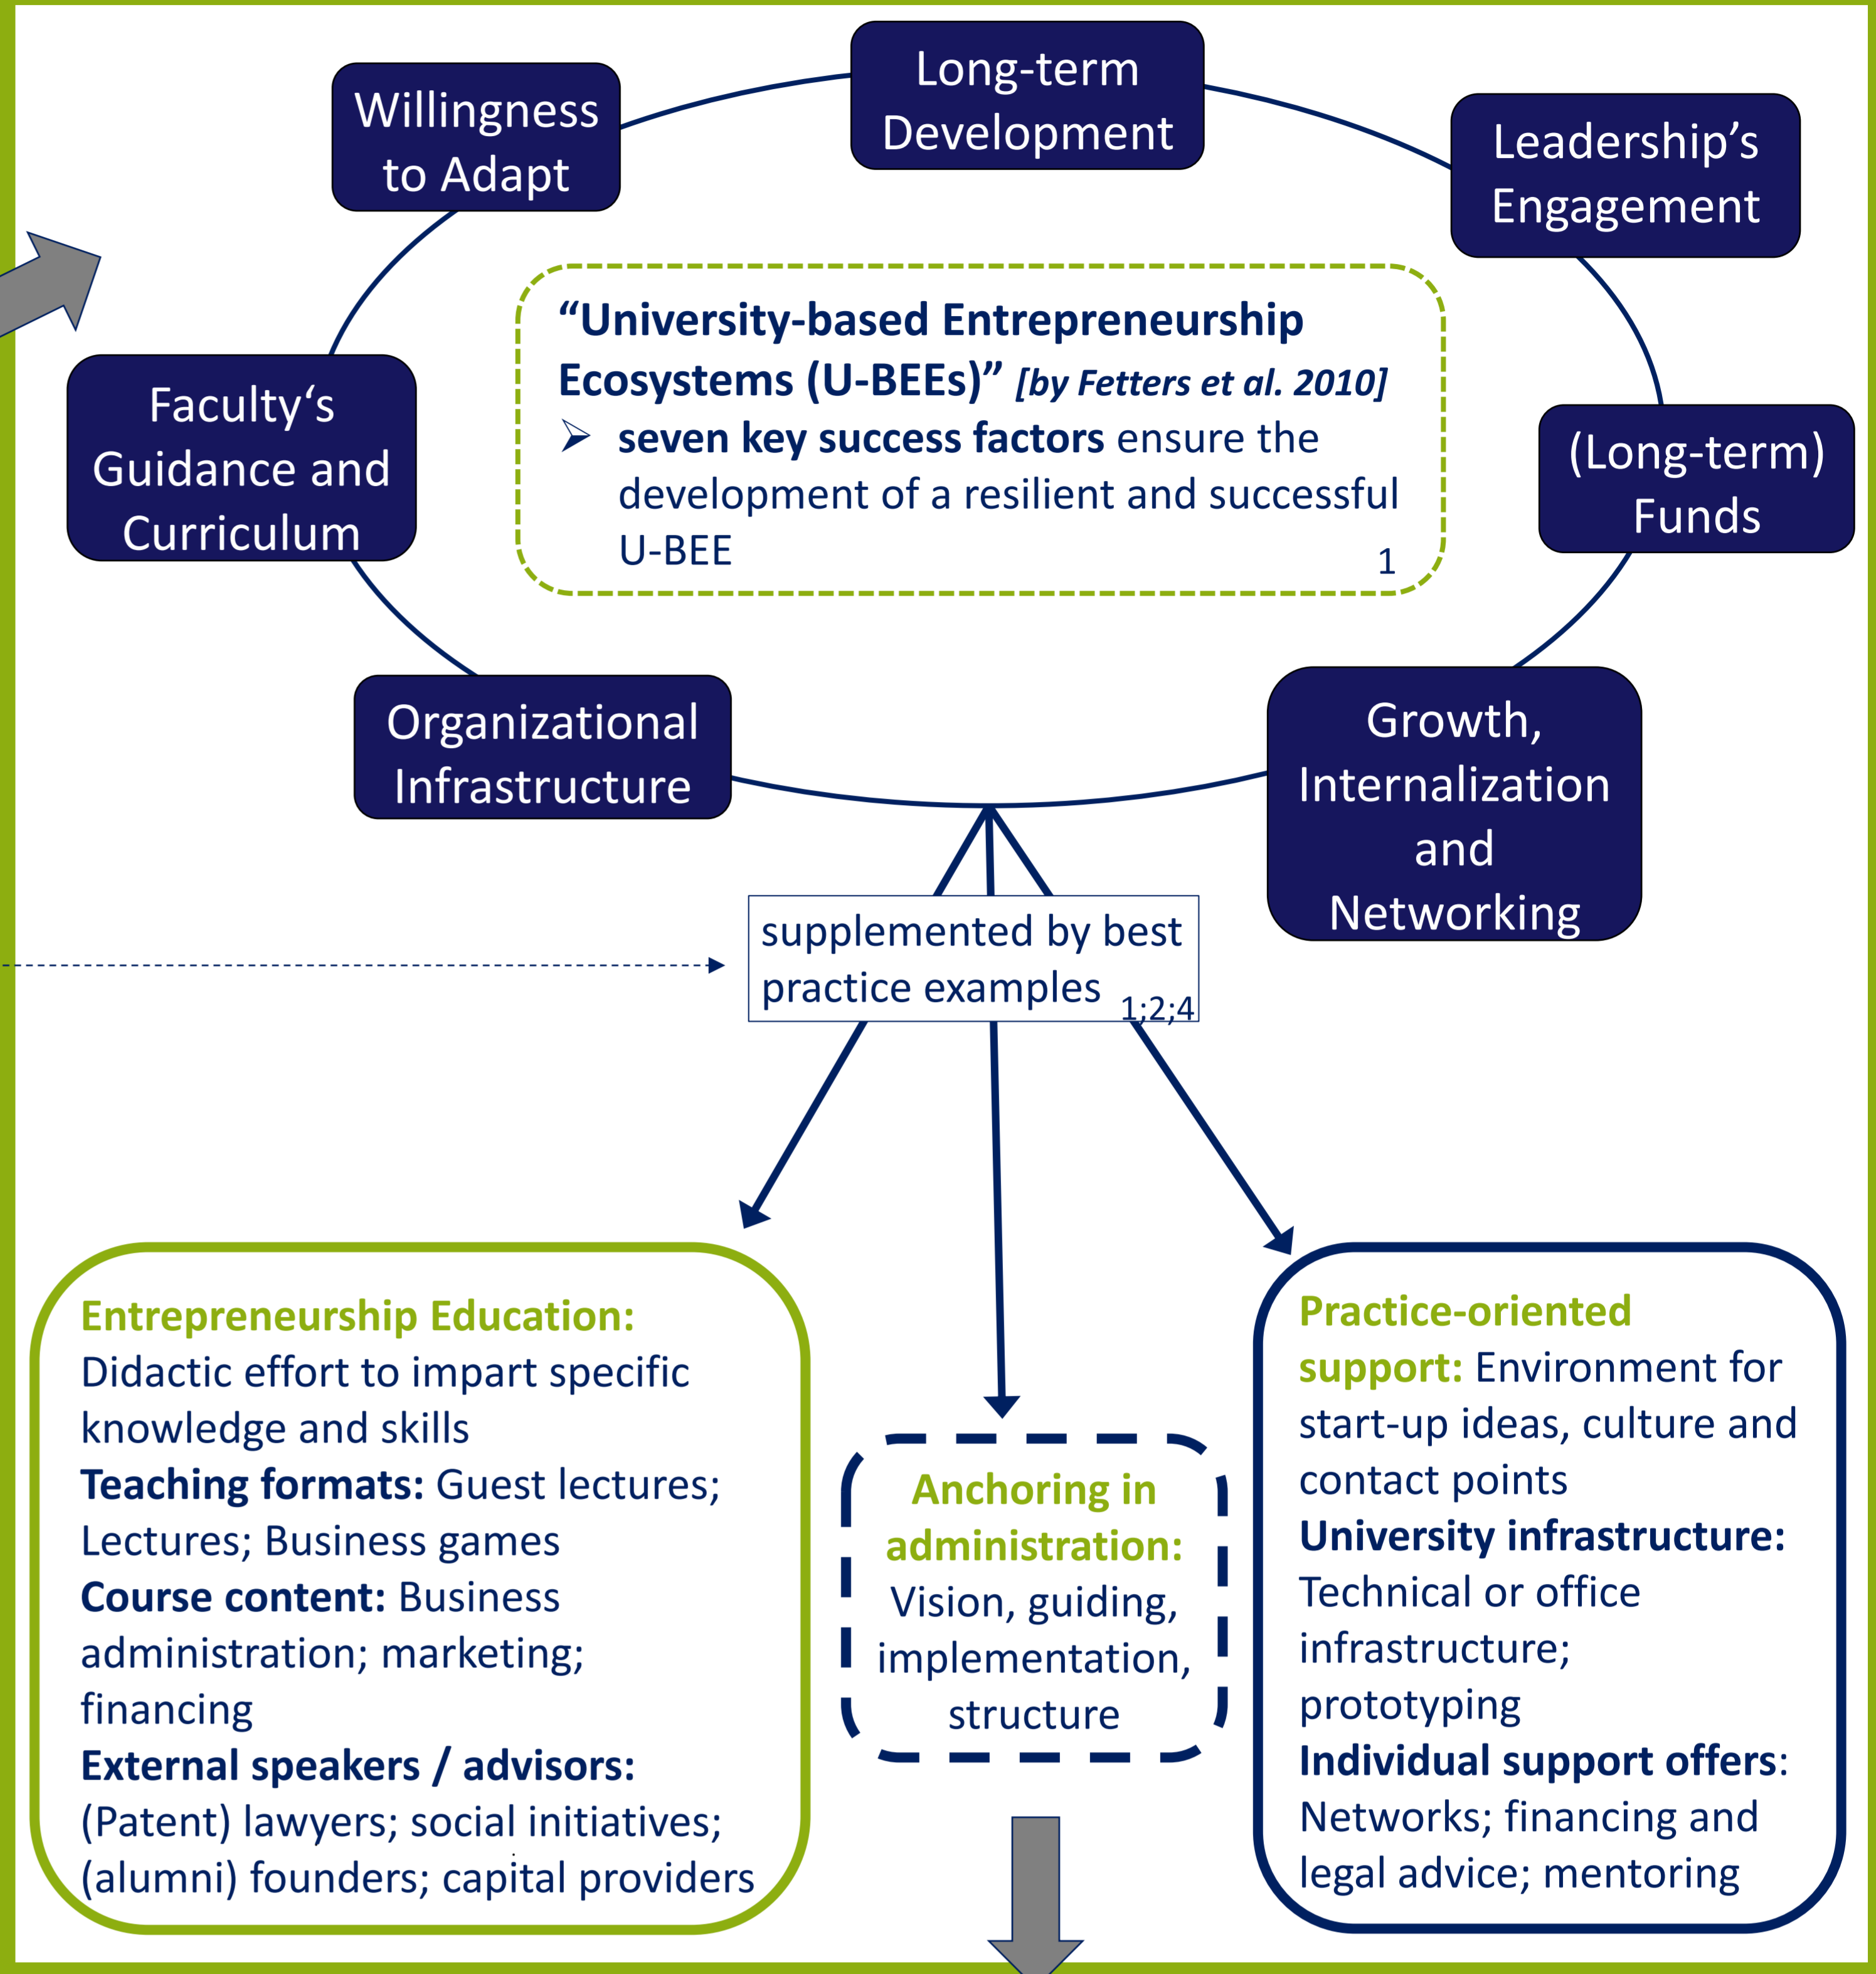 Long-term
Development
Willingness
to Adapt
Leadership’s
Engagement
“University-based Entrepreneurship
Ecosystems (U-BEEs)” [by Fetters et al. 2010]
➢ seven key success factors ensure the
development of a resilient and successful
U-BEE
1
Faculty‘s
Guidance and
Curriculum
(Long-term)
Funds
Organizational
Infrastructure
Growth,
Internalization
and
Networking
supplemented by best
practice examples 1;2;4
Entrepreneurship Education:
Didactic effort to impart specific
knowledge and skills
Teaching formats: Guest lectures;
Lectures; Business games
Course content: Business
administration; marketing;
financing
External speakers / advisors:
(Patent) lawyers; social initiatives;
(alumni) founders; capital providers
Anchoring in
administration:
Vision, guiding,
implementation,
structure
Practice-oriented
support: Environment for
start-up ideas, culture and
contact points
University infrastructure:
Technical or office
infrastructure;
prototyping
Individual support offers:
Networks; financing and
legal advice; mentoring